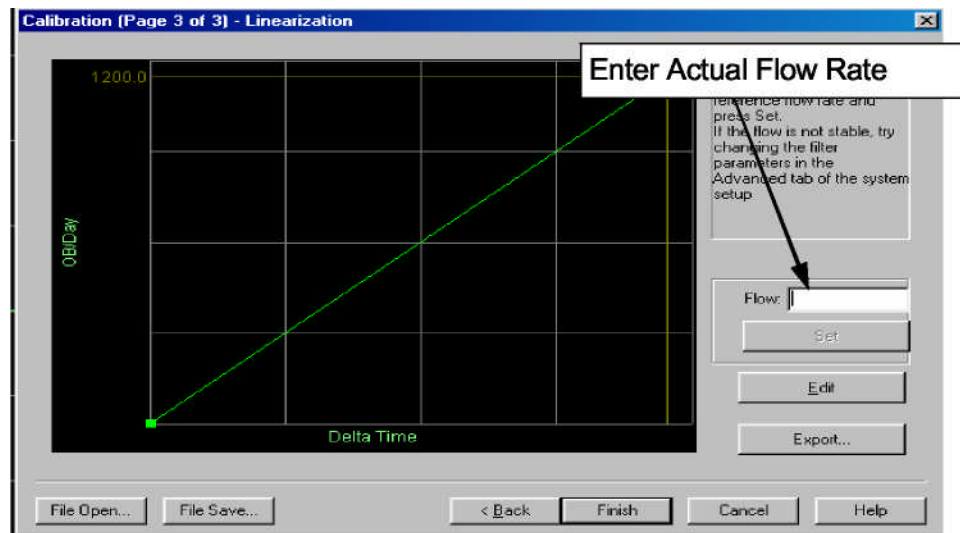 Calibration (Page 3 of 3) - Linearization
Enter Actual Flow Rate
1200.0
reference flow rate and
press Set.
If the flow is not stable, try
changing the filter
parameters in the
Advanced tab of the system
setup
OB/Day
Delta Time
Flow:
Set
Edit
Export...
File Open...
File Save...
< Back
Finish
Cancel
Help